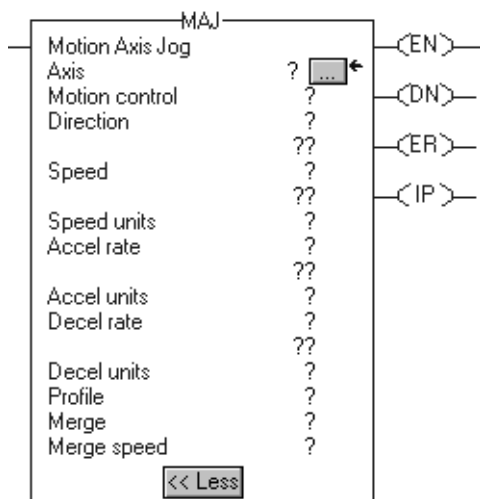 MAJ
Motion Axis Jog
(EN)
Axis ? ...
Motion control ?
(DN)
Direction ?
??
(ER)
Speed ?
??
(IP)
Speed units ?
Accel rate ?
??
Accel units ?
Decel rate ?
??
Decel units ?
Profile ?
Merge ?
Merge speed ?
<< Less